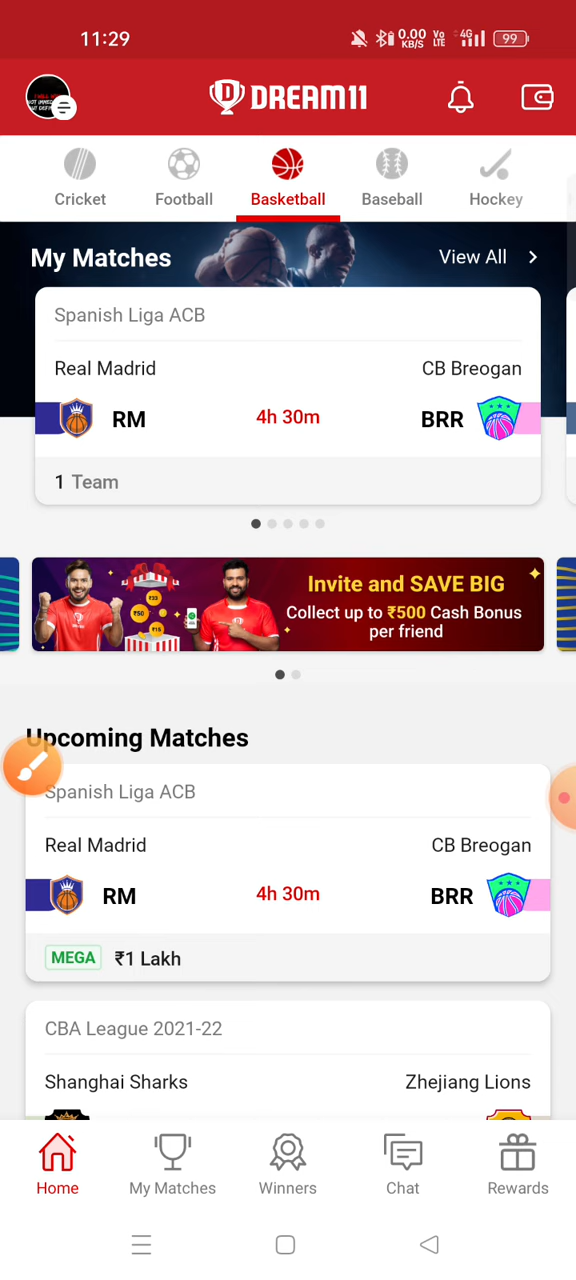 11:29 0.00 KB/S Vo LTE 4G 99
DREAM11
Cricket Football Basketball Baseball Hockey
My Matches View All
Spanish Liga ACB
Real Madrid CB Breogan
RM 4h 30m BRR
1 Team
Invite and SAVE BIG
Collect up to ₹500 Cash Bonus
per friend
Upcoming Matches
Spanish Liga ACB
Real Madrid CB Breogan
RM 4h 30m BRR
MEGA ₹1 Lakh
CBA League 2021-22
Shanghai Sharks Zhejiang Lions
Home My Matches Winners Chat Rewards